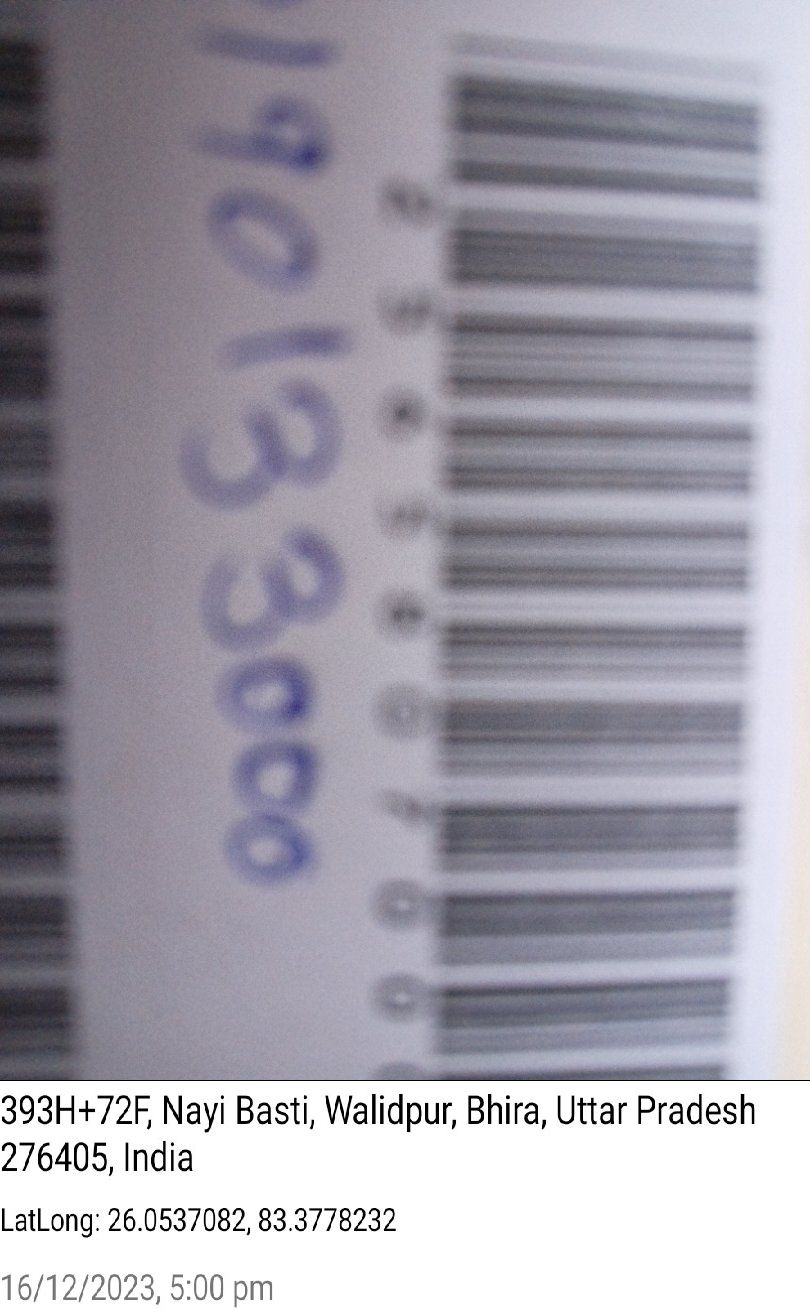 190133000
393H+72F, Nayi Basti, Walidpur, Bhira, Uttar Pradesh
276405, India
LatLong: 26.0537082, 83.3778232
16/12/2023, 5:00 pm